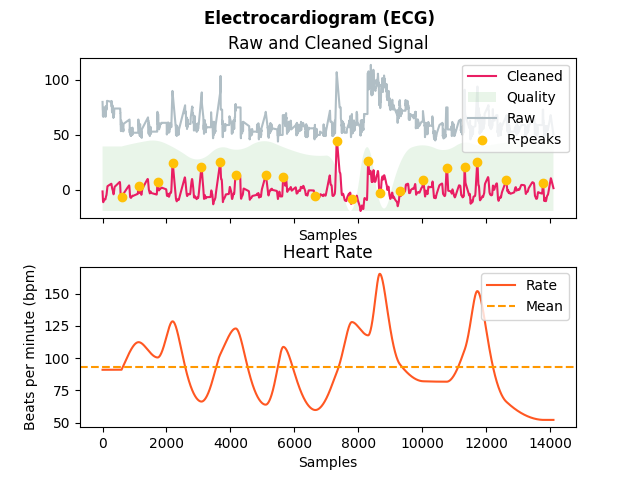 Electrocardiogram (ECG)
Raw and Cleaned Signal
100
50
0
Cleaned
Quality
Raw
R-peaks
Samples
Heart Rate
Beats per minute (bpm)
150
125
100
75
50
Rate
Mean
0 2000 4000 6000 8000 10000 12000 14000
Samples